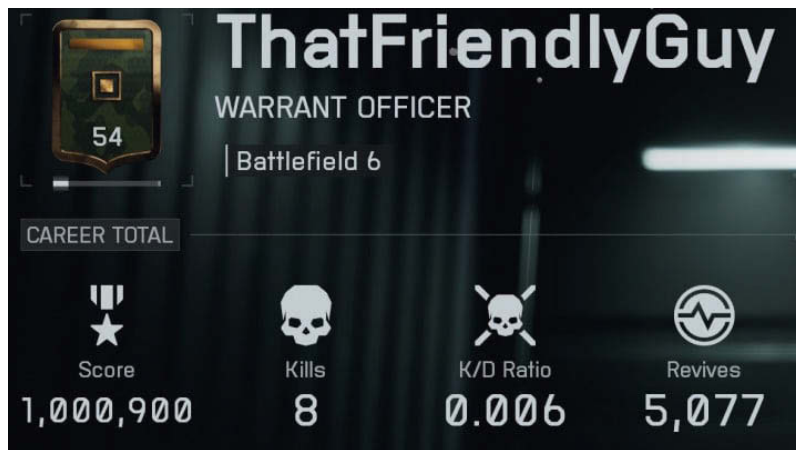 ThatFriendlyGuy
WARRANT OFFICER
54
Battlefield 6
CAREER TOTAL
Score
Kills
K/D Ratio
Revives
1,000,900
8
0.006
5,077